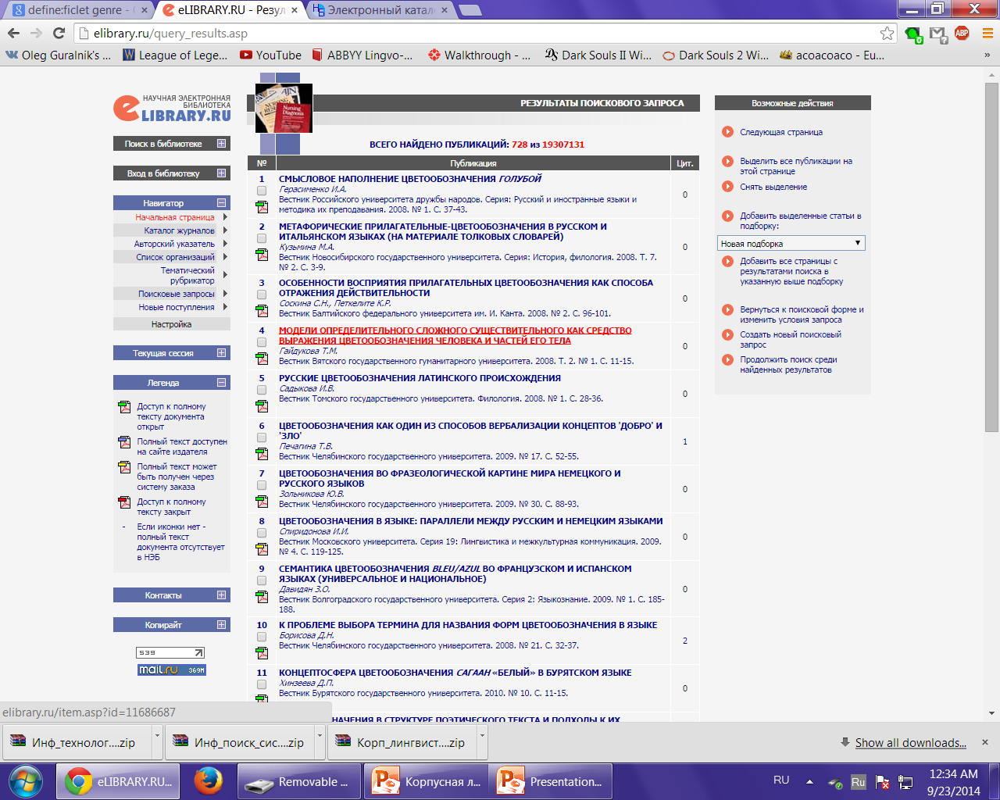 define:ficlet genre -
eLIBRARY.RU - Резул
Электронный катал
elibrary.ru/query_results.asp
Oleg Guralnik's ...
League of Lege...
YouTube
ABBYY Lingvo-...
Walkthrough - ...
Dark Souls II Wi...
Dark Souls 2 Wi...
acoacoaco - Eu...
»
НАУЧНАЯ ЭЛЕКТРОННАЯ
БИБЛИОТЕКА
eLIBRARY.RU
Поиск в библиотеке
Вход в библиотеку
Навигатор
Начальная страница
Каталог журналов
Авторский указатель
Список организаций
Тематический
рубрикатор
Поисковые запросы
Новые поступления
Настройка
Текущая сессия
Легенда
Доступ к полному
тексту документа
открыт
Полный текст доступен
на сайте издателя
Полный текст может
быть получен через
систему заказа
Доступ к полному
тексту закрыт
- Если иконки нет -
полный текст
документа отсутствует
в НЭБ
Контакты
Копирайт
539
mail.ru 369M
Nursing Diagnosis
РЕЗУЛЬТАТЫ ПОИСКОВОГО ЗАПРОСА
ВСЕГО НАЙДЕНО ПУБЛИКАЦИЙ: 728 из 19307131
№ Публикация Цит.
1 СМЫСЛОВОЕ НАПОЛНЕНИЕ ЦВЕТООБОЗНАЧЕНИЯ ГОЛУБОЙ
Герасименко И.А.
Вестник Российского университета дружбы народов. Серия: Русский и иностранные языки и
методика их преподавания. 2008. № 1. С. 37-43.
0
2 МЕТАФОРИЧЕСКИЕ ПРИЛАГАТЕЛЬНЫЕ-ЦВЕТООБОЗНАЧЕНИЯ В РУССКОМ И
ИТАЛЬЯНСКОМ ЯЗЫКАХ (НА МАТЕРИАЛЕ ТОЛКОВЫХ СЛОВАРЕЙ)
Кузьмина М.А.
Вестник Новосибирского государственного университета. Серия: История, филология. 2008. Т. 7.
№ 2. С. 3-9.
0
3 ОСОБЕННОСТИ ВОСПРИЯТИЯ ПРИЛАГАТЕЛЬНЫХ ЦВЕТООБОЗНАЧЕНИЯ КАК СПОСОБА
ОТРАЖЕНИЯ ДЕЙСТВИТЕЛЬНОСТИ
Соскина С.Н., Петкелите К.Р.
Вестник Балтийского федерального университета им. И. Канта. 2008. № 2. С. 96-101.
0
4 МОДЕЛИ ОПРЕДЕЛИТЕЛЬНОГО СЛОЖНОГО СУЩЕСТВИТЕЛЬНОГО КАК СРЕДСТВО
ВЫРАЖЕНИЯ ЦВЕТООБОЗНАЧЕНИЯ ЧЕЛОВЕКА И ЧАСТЕЙ ЕГО ТЕЛА
Гайдукова Т.М.
Вестник Вятского государственного гуманитарного университета. 2008. Т. 2. № 1. С. 11-15.
0
5 РУССКИЕ ЦВЕТООБОЗНАЧЕНИЯ ЛАТИНСКОГО ПРОИСХОЖДЕНИЯ
Садыкова И.В.
Вестник Томского государственного университета. Филология. 2008. № 1. С. 28-36.
0
6 ЦВЕТООБОЗНАЧЕНИЯ КАК ОДИН ИЗ СПОСОБОВ ВЕРБАЛИЗАЦИИ КОНЦЕПТОВ 'ДОБРО' И
'ЗЛО'
Печагина Т.В.
Вестник Челябинского государственного университета. 2009. № 17. С. 52-55.
1
7 ЦВЕТООБОЗНАЧЕНИЯ ВО ФРАЗЕОЛОГИЧЕСКОЙ КАРТИНЕ МИРА НЕМЕЦКОГО И
РУССКОГО ЯЗЫКОВ
Зольникова Ю.В.
Вестник Челябинского государственного университета. 2009. № 30. С. 88-93.
0
8 ЦВЕТООБОЗНАЧЕНИЯ В ЯЗЫКЕ: ПАРАЛЛЕЛИ МЕЖДУ РУССКИМ И НЕМЕЦКИМ ЯЗЫКАМИ
Спиридонова И.И.
Вестник Московского университета. Серия 19: Лингвистика и межкультурная коммуникация. 2009.
№ 4. С. 119-125.
0
9 СЕМАНТИКА ЦВЕТООБОЗНАЧЕНИЯ BLEU/AZUL ВО ФРАНЦУЗСКОМ И ИСПАНСКОМ
ЯЗЫКАХ (УНИВЕРСАЛЬНОЕ И НАЦИОНАЛЬНОЕ)
Давидян З.О.
Вестник Волгоградского государственного университета. Серия 2: Языкознание. 2009. № 1. С. 185-
188.
0
10 К ПРОБЛЕМЕ ВЫБОРА ТЕРМИНА ДЛЯ НАЗВАНИЯ ФОРМ ЦВЕТООБОЗНАЧЕНИЯ В ЯЗЫКЕ
Борисова Д.Н.
Вестник Челябинского государственного университета. 2008. № 21. С. 32-37.
2
11 КОНЦЕПТОСФЕРА ЦВЕТООБОЗНАЧЕНИЯ САГААН «БЕЛЫЙ» В БУРЯТСКОМ ЯЗЫКЕ
Хинзеева Д.П.
Вестник Бурятского государственного университета. 2010. № 10. С. 11-15.
0
НАЧЕНИЯ В СТРУКТУРЕ ПОЭТИЧЕСКОГО ТЕКСТА И ПОДХОДЫ К ИХ
Возможные действия
Следующая страница
Выделить все публикации на
этой странице
Снять выделение
Добавить выделенные статьи в
подборку:
Новая подборка
Добавить все страницы с
результатами поиска в
указанную выше подборку
Вернуться к поисковой форме и
изменить условия запроса
Создать новый поисковый
запрос
Продолжить поиск среди
найденных результатов
elibrary.ru/item.asp?id=11686687
Инф_технолог....zip
Инф_поиск_сис....zip
Корп_лингвист....zip
Show all downloads...
eLIBRARY.RU...
Removable ...
Корпусная л...
Presentation...
RU
Ru
12:34 AM
9/23/2014